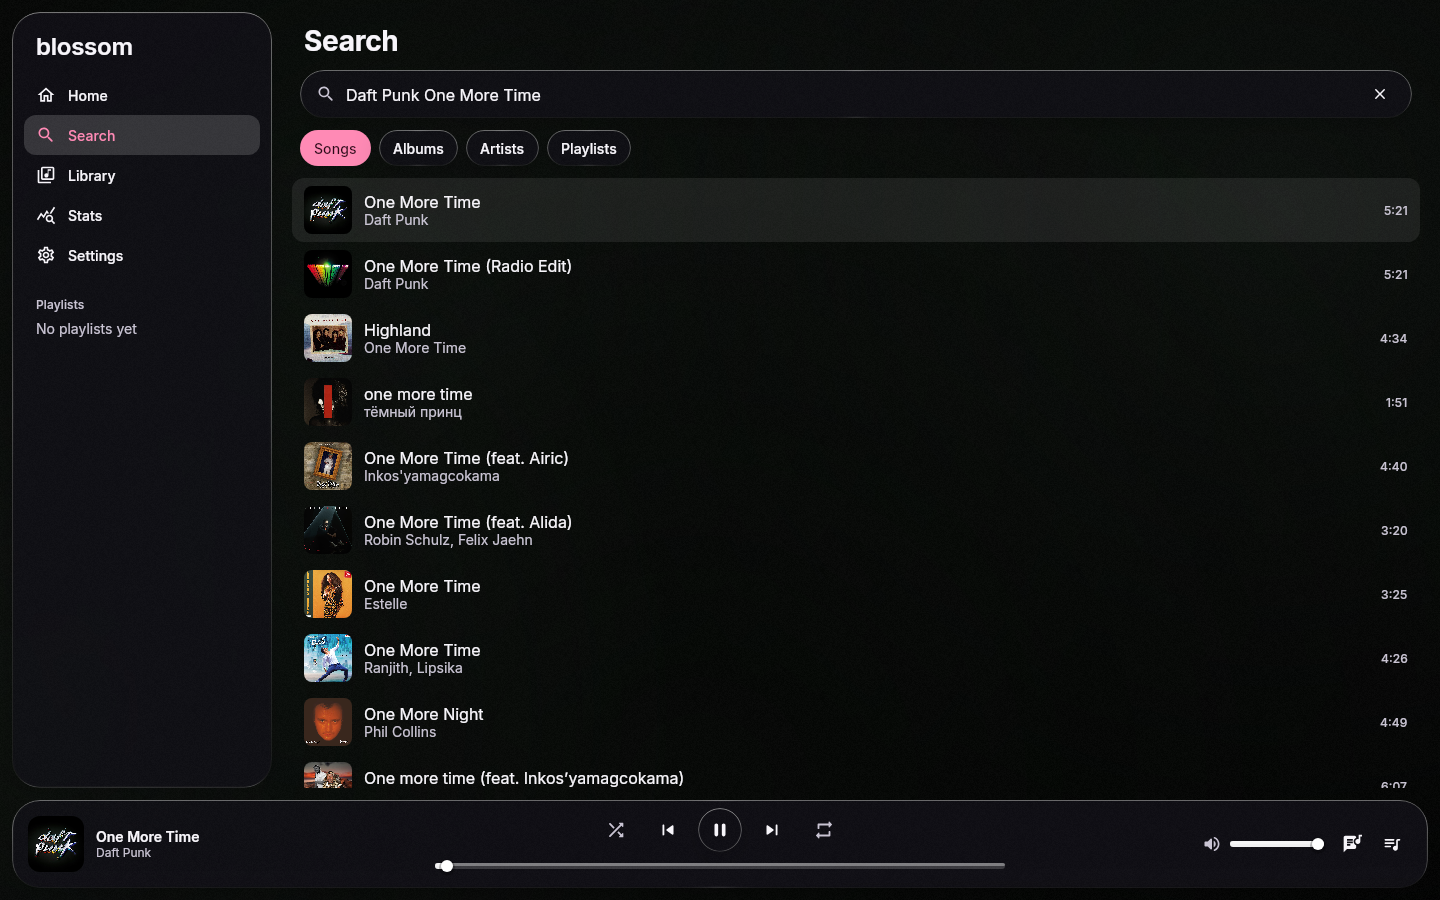 blossom
Home
Search
Library
Stats
Settings
Playlists
No playlists yet
Search
Daft Punk One More Time
Songs
Albums
Artists
Playlists
One More Time
Daft Punk
5:21
One More Time (Radio Edit)
Daft Punk
5:21
Highland
One More Time
4:34
one more time
тёмный принц
1:51
One More Time (feat. Airic)
Inkos'yamagcokama
4:40
One More Time (feat. Alida)
Robin Schulz, Felix Jaehn
3:20
One More Time
Estelle
3:25
One More Time
Ranjith, Lipsika
4:26
One More Night
Phil Collins
4:49
One more time (feat. Inkos‘yamagcokama)
6:07
daft punk
One More Time
Daft Punk